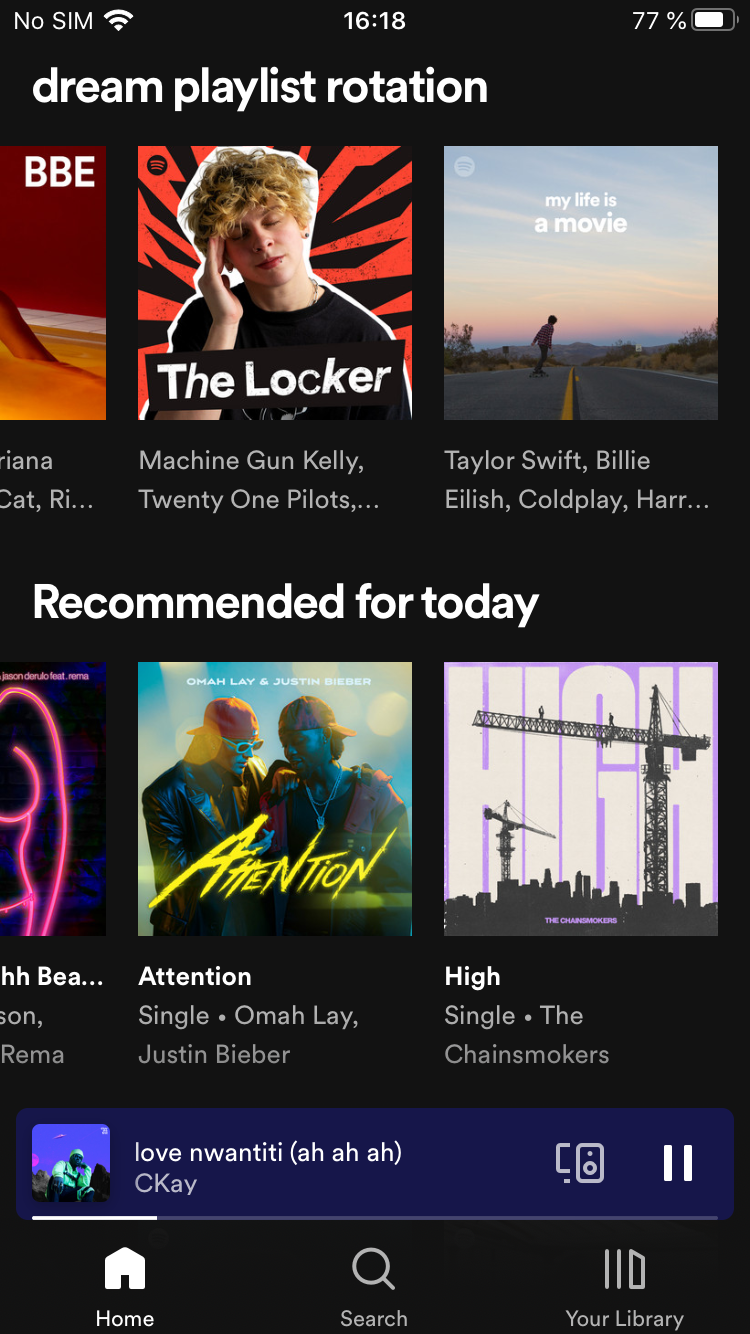 No SIM 16:18 77 %
dream playlist rotation
BBE
The Locker
my life is
a movie
riana
Cat, Ri...
Machine Gun Kelly,
Twenty One Pilots,...
Taylor Swift, Billie
Eilish, Coldplay, Harr...
Recommended for today
jason derulo feat. rema
OMAH LAY & JUSTIN BIEBER
ATTENTION
HIGH
THE CHAINSMOKERS
hh Bea...
son,
Rema
Attention
Single • Omah Lay,
Justin Bieber
High
Single • The
Chainsmokers
love nwantiti (ah ah ah)
CKay
Home
Search
Your Library